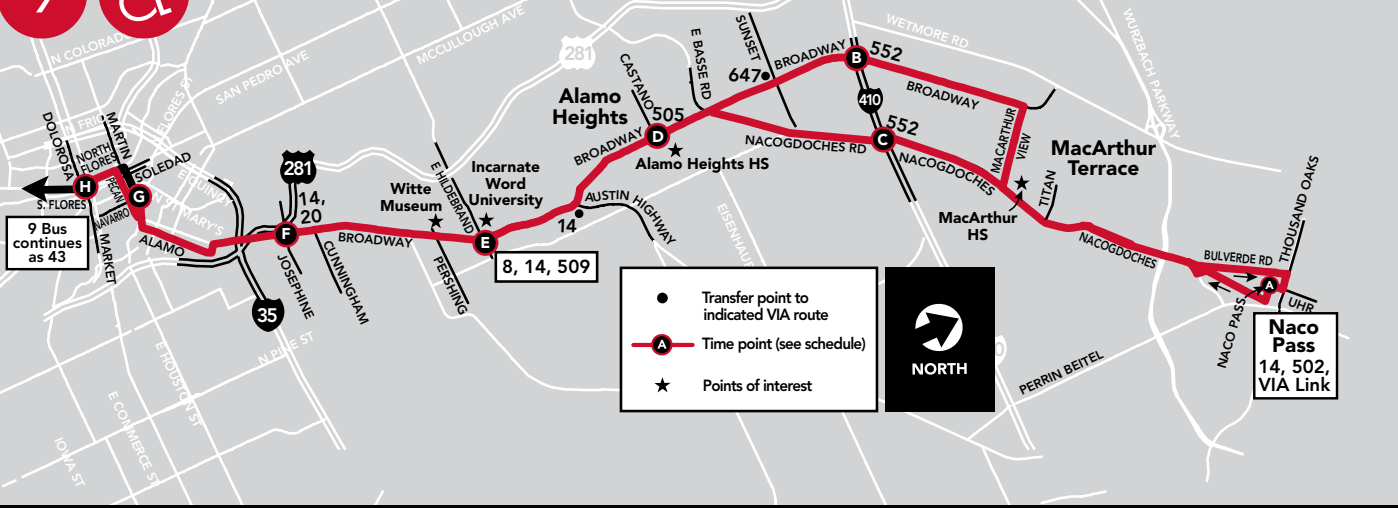 N COLORADO
SAN PEDRO AVE
MCCULLOUGH AVE
281
WETMORE RD
WURZBACH PARKWAY
N FRIO
N FLORES ST
E QUINCY
N ST MARY'S
DOLOROSA
MARTIN
NORTH
FLORES
SOLEDAD
PECAN
NAVARRO
H
G
S. FLORES
MARKET
ALAMO
9 Bus
continues
as 43
281
14,
20
F
JOSEPHINE
CUNNINGHAM
35
N PINE ST
E HOUSTON ST
E COMMERCE ST
IOWA ST
BROADWAY
Witte
Museum
E HILDEBRAND
Incarnate
Word
University
E
PERSHING
8, 14, 509
14
AUSTIN HIGHWAY
BROADWAY
Alamo
Heights
CASTANO
505
D
Alamo Heights HS
E BASSE RD
SUNSET
647
BROADWAY
B
552
410
BROADWAY
NACOGDOCHES RD
C
552
NACOGDOCHES
MACARTHUR
VIEW
MacArthur
Terrace
MacArthur
HS
TITAN
NACOGDOCHES
BULVERDE RD
THOUSAND OAKS
A
UHR
NACO PASS
Naco
Pass
14, 502,
VIA Link
PERRIN BEITEL
Transfer point to
indicated VIA route
A
Time point (see schedule)
Points of interest
NORTH